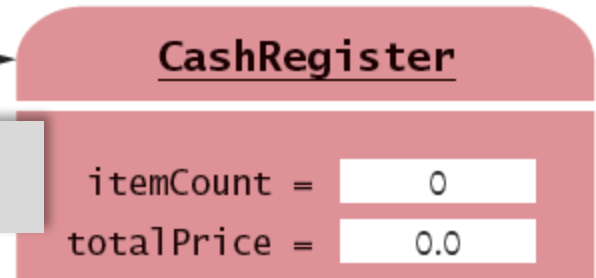 CashRegister
itemCount = 0
totalPrice = 0.0